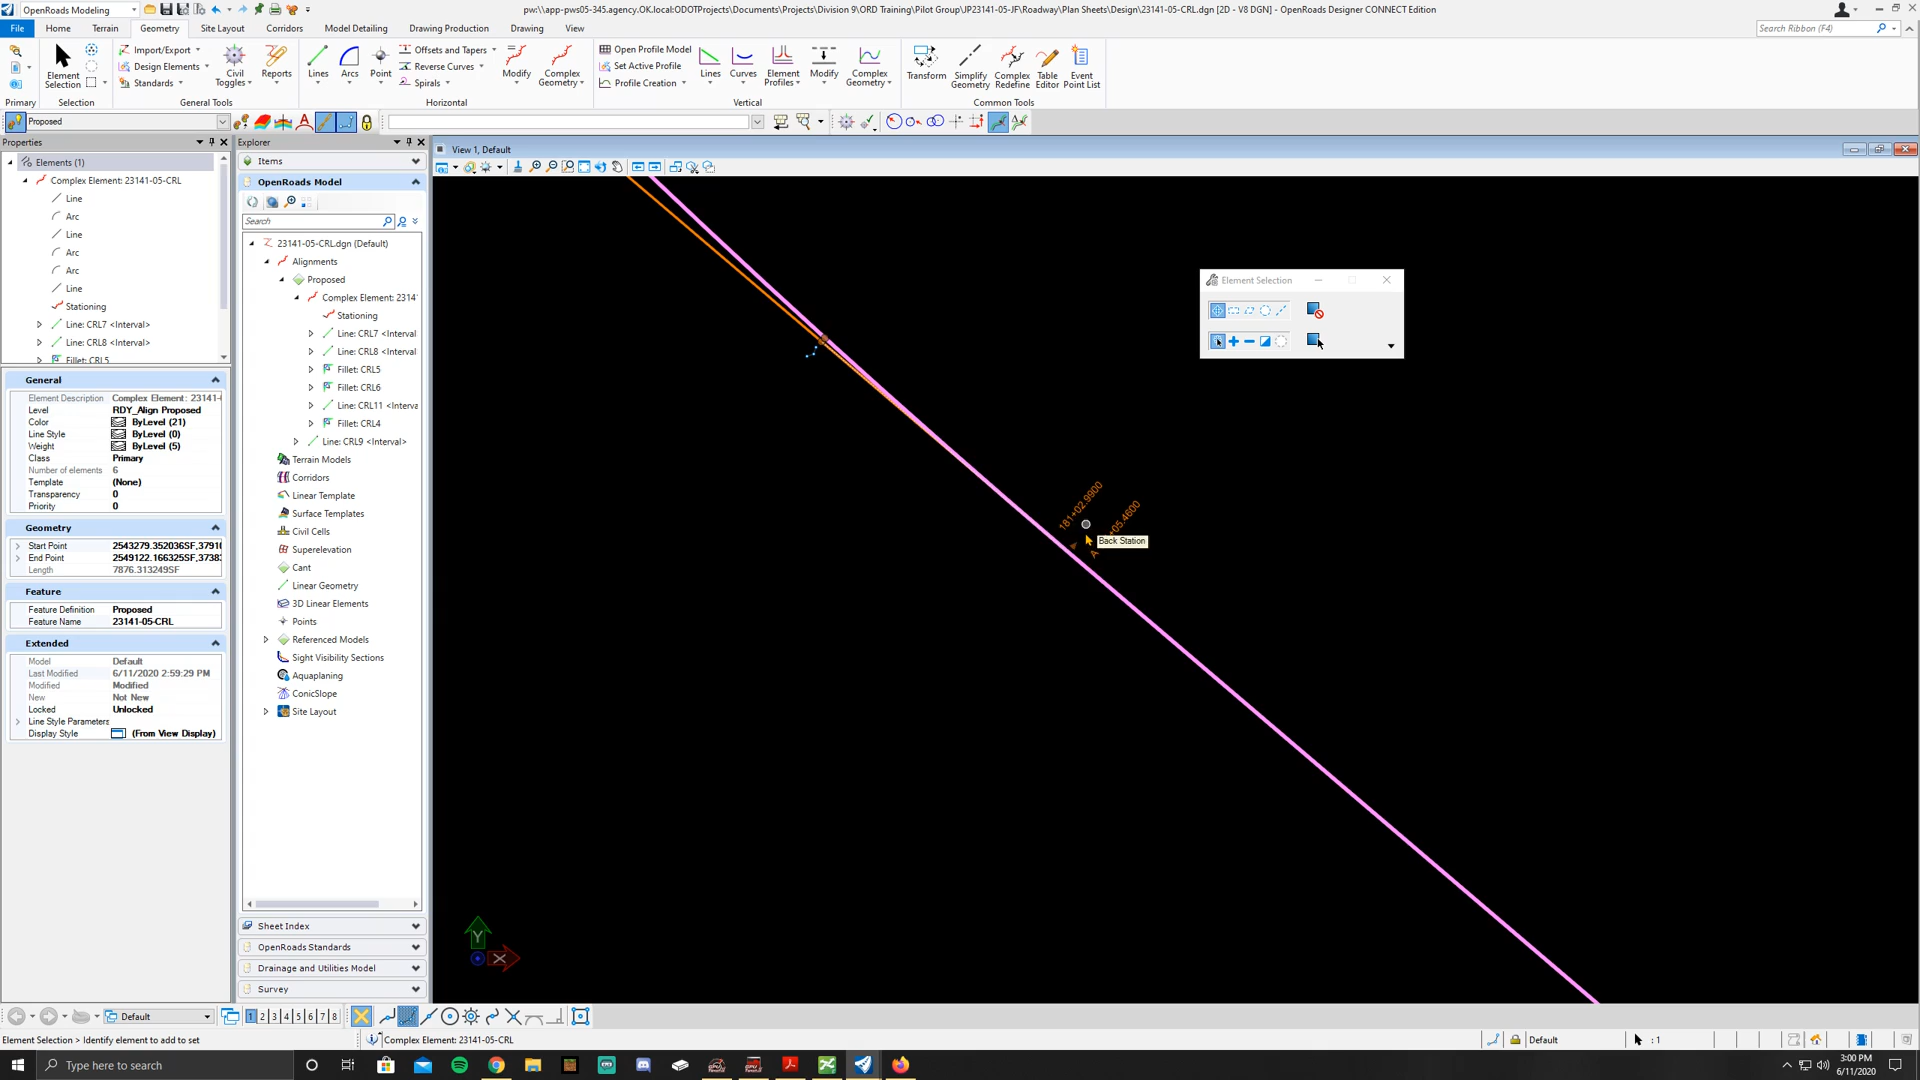 OpenRoads Modeling
pw:\\app-pws05-345.agency.OK.local:ODOTProjects\Documents\Projects\Division 9\ORD Training\Pilot Group\JP23141-05-JF\Roadway\Plan Sheets\Design\23141-05-CRL.dgn [2D - V8 DGN] - OpenRoads Designer CONNECT Edition
File Home Terrain Geometry Site Layout Corridors Model Detailing Drawing Production Drawing View
Search Ribbon (F4)
Import/Export
Design Elements
Standards
Element Selection
Civil Toggles
Reports
Lines
Arcs
Point
Offsets and Tapers
Reverse Curves
Spirals
Modify
Complex Geometry
Open Profile Model
Set Active Profile
Profile Creation
Lines
Curves
Element Profiles
Modify
Complex Geometry
Transform
Simplify Geometry
Complex Redefine
Table Editor
Event Point List
Primary Selection General Tools Horizontal Vertical Common Tools
Proposed
Properties
Elements (1)
Complex Element: 23141-05-CRL
Line
Arc
Line
Arc
Arc
Line
Stationing
Line: CRL7 <Interval>
Line: CRL8 <Interval>
Fillet: CRL5
General
Element Description Complex Element: 23141-
Level RDY_Align Proposed
Color ByLevel (21)
Line Style ByLevel (0)
Weight ByLevel (5)
Class Primary
Number of elements 6
Template (None)
Transparency 0
Priority 0
Geometry
Start Point 2543279.352036SF,3791
End Point 2549122.166325SF,3738
Length 7876.313249SF
Feature
Feature Definition Proposed
Feature Name 23141-05-CRL
Extended
Model Default
Last Modified 6/11/2020 2:59:29 PM
Modified Modified
New Not New
Locked Unlocked
Line Style Parameters
Display Style (From View Display)
Explorer
Items
OpenRoads Model
Search
23141-05-CRL.dgn (Default)
Alignments
Proposed
Complex Element: 2314
Stationing
Line: CRL7 <Interval
Line: CRL8 <Interval
Fillet: CRL5
Fillet: CRL6
Line: CRL11 <Interva
Fillet: CRL4
Line: CRL9 <Interval>
Terrain Models
Corridors
Linear Template
Surface Templates
Civil Cells
Superelevation
Cant
Linear Geometry
3D Linear Elements
Points
Referenced Models
Sight Visibility Sections
Aquaplaning
ConicSlope
Site Layout
Sheet Index
OpenRoads Standards
Drainage and Utilities Model
Survey
View 1, Default
Element Selection
181+02.9900
+05.4600
A
Back Station
Y
X
Default
1 2 3 4 5 6 7 8
Element Selection > Identify element to add to set
Complex Element: 23141-05-CRL
Default
: 1
Type here to search
3:00 PM
6/11/2020